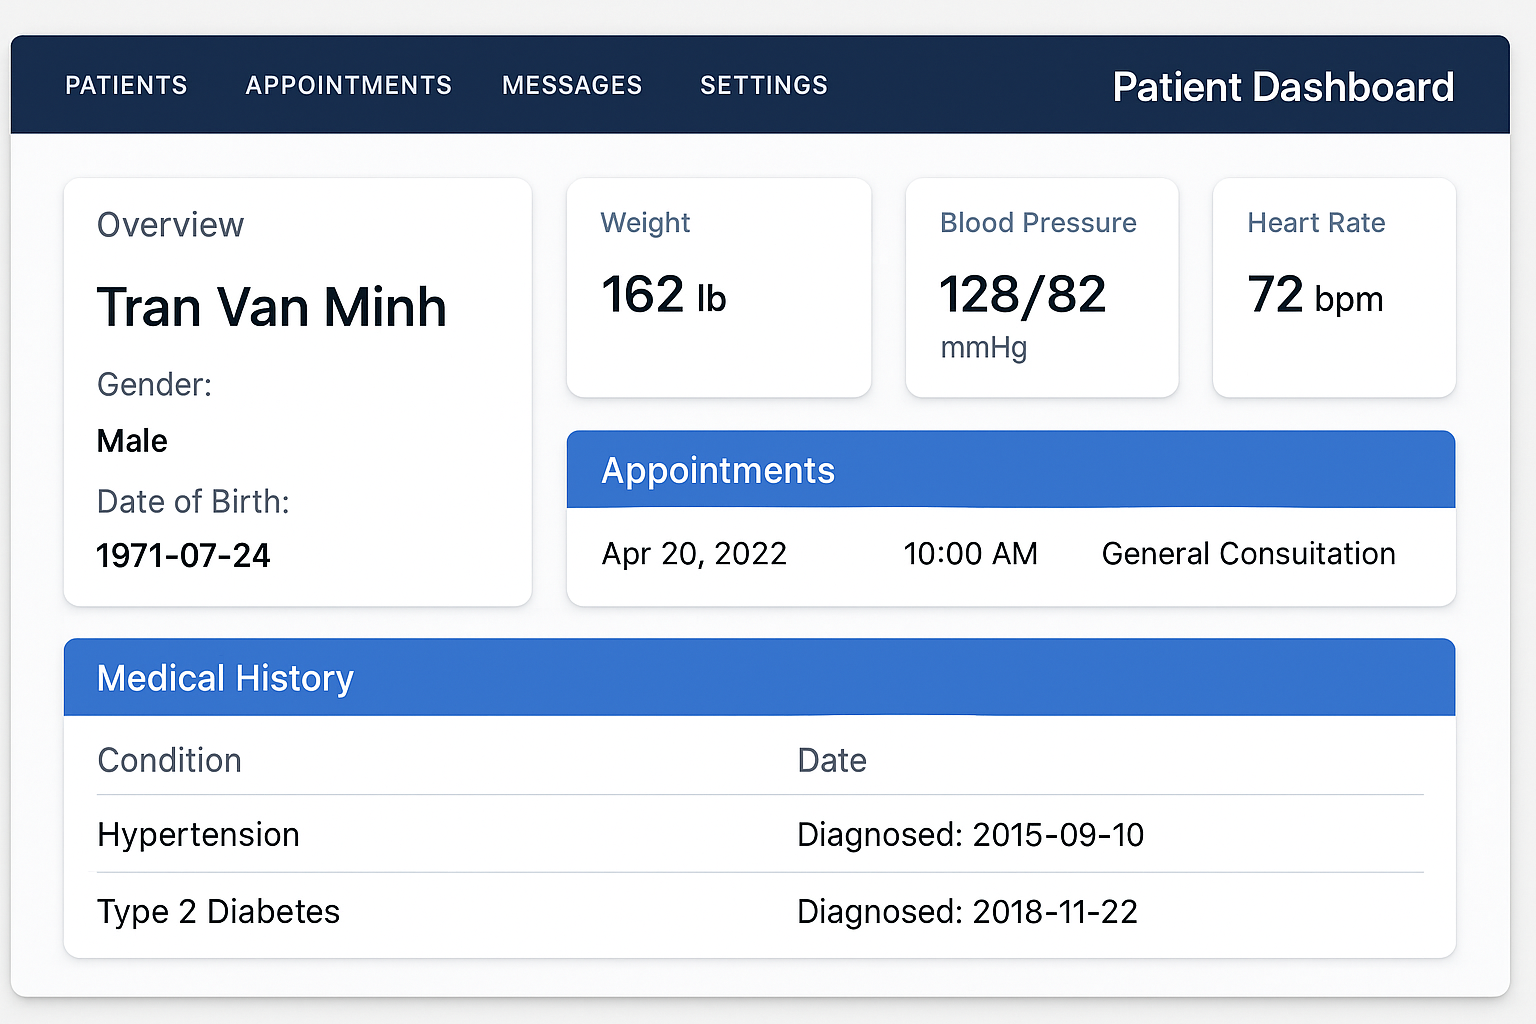 PATIENTS APPOINTMENTS MESSAGES SETTINGS Patient Dashboard
Overview
Tran Van Minh
Gender:
Male
Date of Birth:
1971-07-24
Weight
162 lb
Blood Pressure
128/82
mmHg
Heart Rate
72 bpm
Appointments
Apr 20, 2022 10:00 AM General Consuitation
Medical History
Condition Date
Hypertension Diagnosed: 2015-09-10
Type 2 Diabetes Diagnosed: 2018-11-22